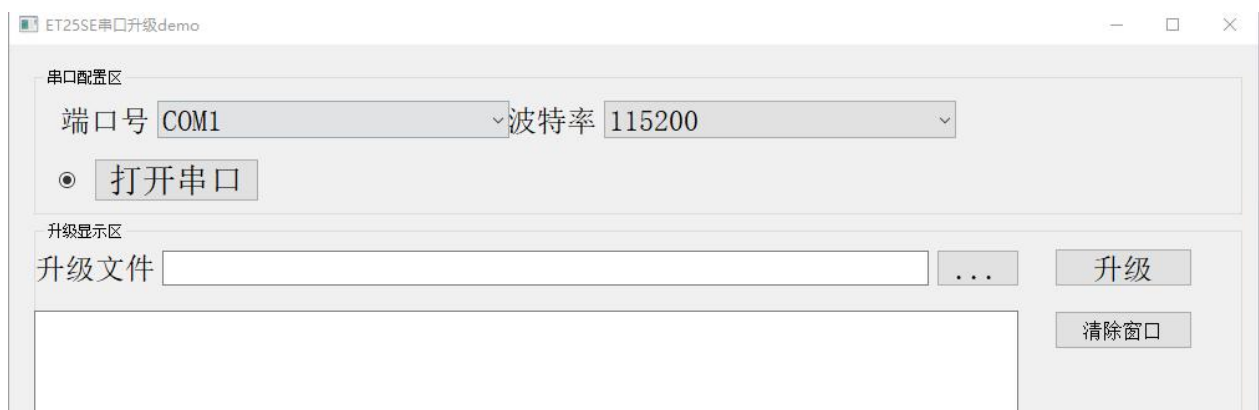 ET25SE串口升级demo
串口配置区
端口号 COM1 波特率 115200
打开串口
升级显示区
升级文件 ... 升级
清除窗口